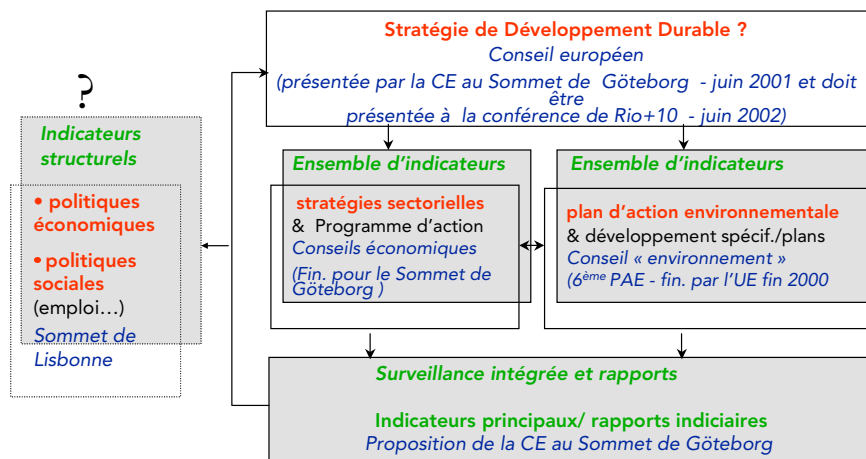 Stratégie de Développement Durable ?
Conseil européen
(présentée par la CE au Sommet de Göteborg - juin 2001 et doit
être
présentée à la conférence de Rio+10 - juin 2002)
?
Indicateurs
structurels
• politiques
économiques
• politiques
sociales
(emploi…)
Sommet de
Lisbonne
Ensemble d'indicateurs
stratégies sectorielles
& Programme d'action
Conseils économiques
(Fin. pour le Sommet de
Göteborg )
Ensemble d'indicateurs
plan d'action environnementale
& développement spécif./plans
Conseil « environnement »
(6ème PAE - fin. par l'UE fin 2000
Surveillance intégrée et rapports
Indicateurs principaux/ rapports indiciaires
Proposition de la CE au Sommet de Göteborg